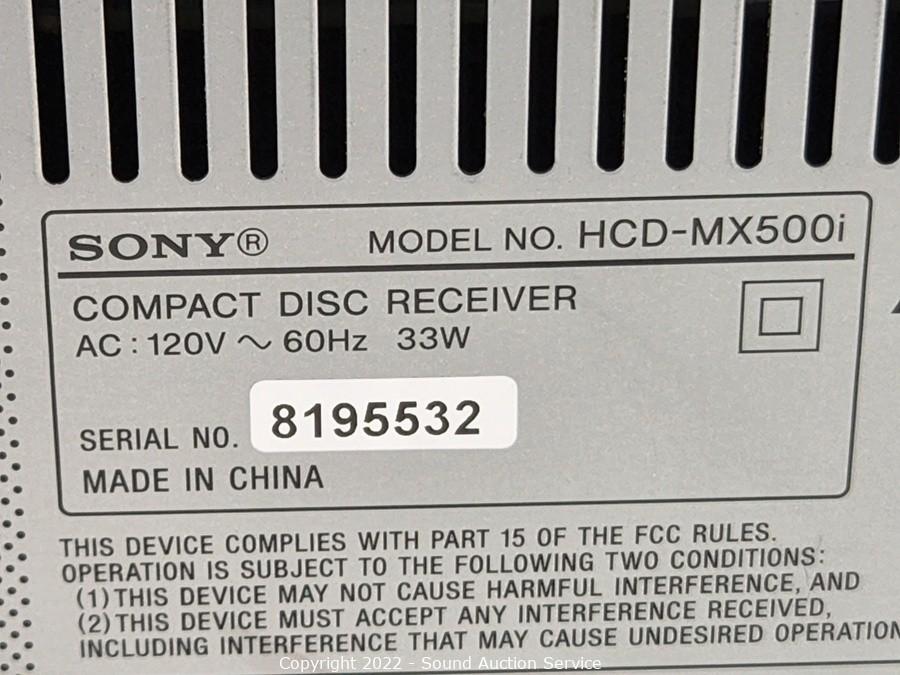 SONY® MODEL NO. HCD-MX500i
COMPACT DISC RECEIVER
AC : 120V ~ 60Hz 33W
SERIAL NO. 8195532
MADE IN CHINA
THIS DEVICE COMPLIES WITH PART 15 OF THE FCC RULES.
OPERATION IS SUBJECT TO THE FOLLOWING TWO CONDITIONS:
(1) THIS DEVICE MAY NOT CAUSE HARMFUL INTERFERENCE, AND
(2) THIS DEVICE MUST ACCEPT ANY INTERFERENCE RECEIVED,
INCLUDING INTERFERENCE THAT MAY CAUSE UNDESIRED OPERATION
Copyright 2022 - Sound Auction Service